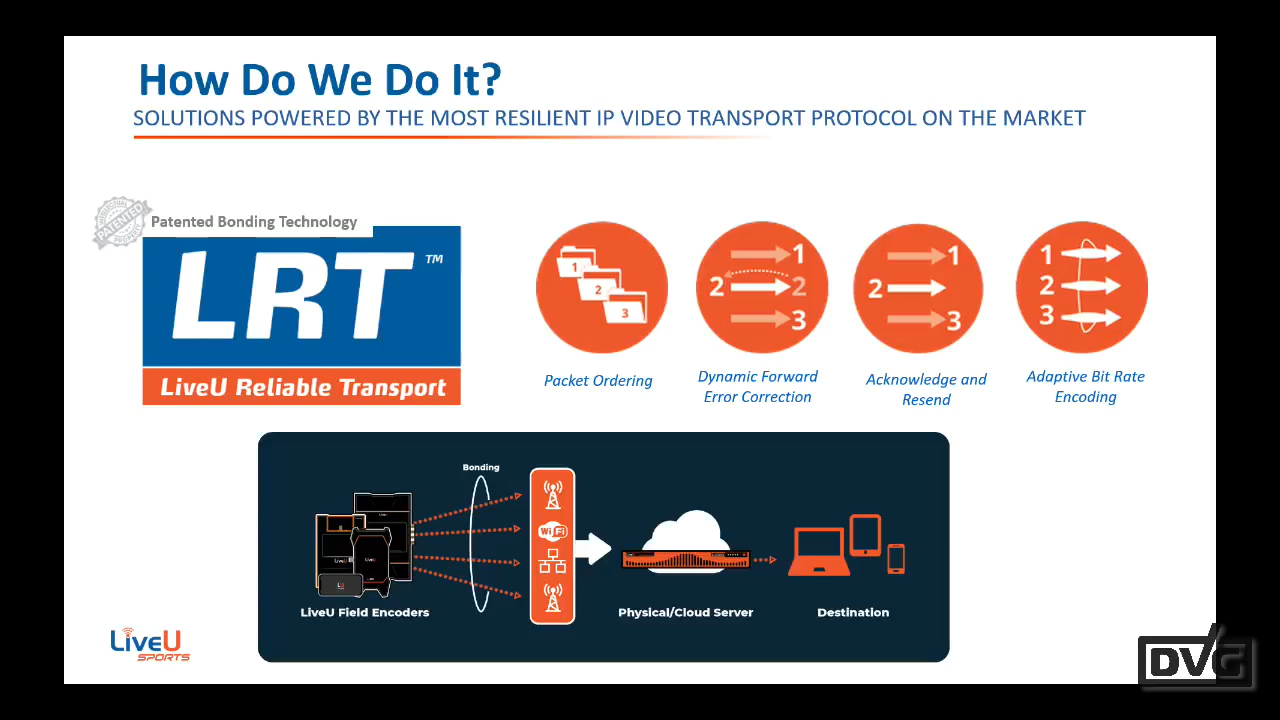 How Do We Do It?
SOLUTIONS POWERED BY THE MOST RESILIENT IP VIDEO TRANSPORT PROTOCOL ON THE MARKET
INTELLECTUAL
PATENTED
PROPERTY
Patented Bonding Technology
LRT™
LiveU Reliable Transport
1
2
3
1
2 2
3
1
2
3
1
2
3
Packet Ordering
Dynamic Forward
Error Correction
Acknowledge and
Resend
Adaptive Bit Rate
Encoding
Bonding
WiFi
LiveU Field Encoders
Physical/Cloud Server
Destination
LiveU
SPORTS
DVG